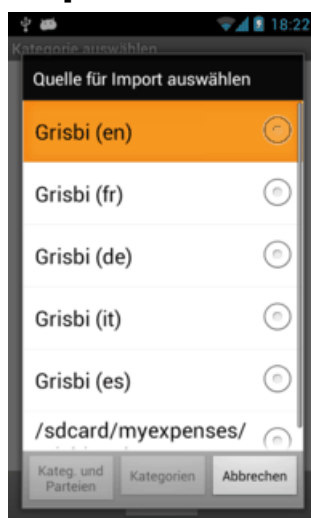 18:22
Kategorie auswählen
Quelle für Import auswählen
Grisbi (en)
Grisbi (fr)
Grisbi (de)
Grisbi (it)
Grisbi (es)
/sdcard/myexpenses/
Kateg. und
Parteien
Kategorien
Abbrechen